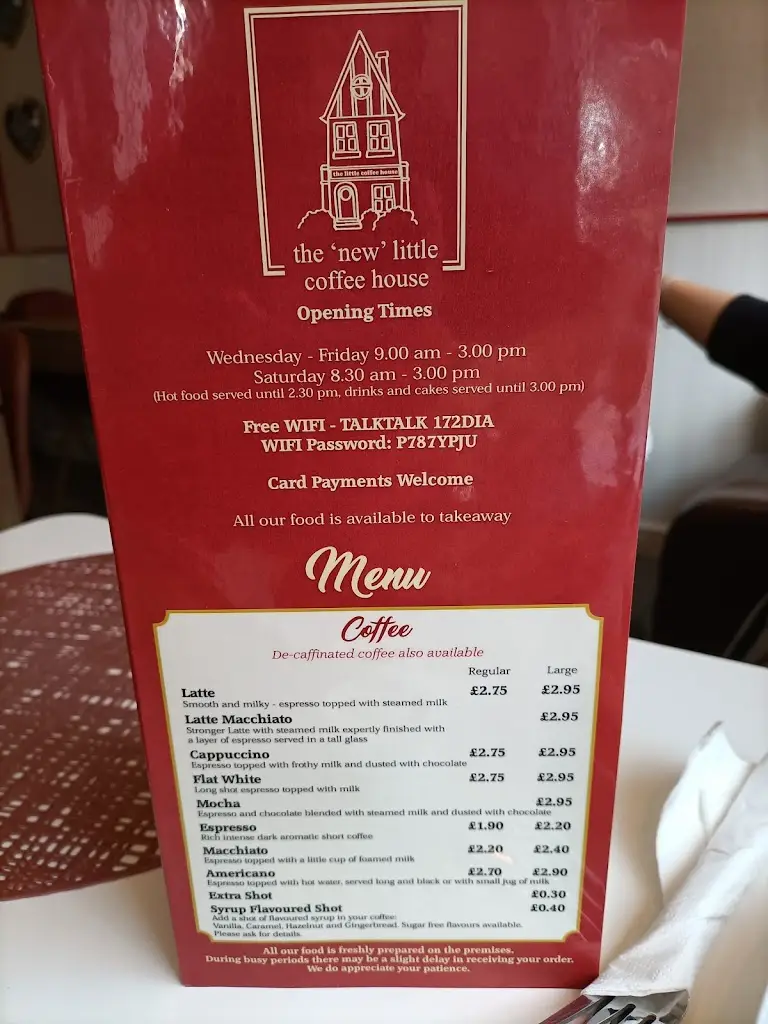 the little coffee house
the 'new' little
coffee house
Opening Times
Wednesday - Friday 9.00 am - 3.00 pm
Saturday 8.30 am - 3.00 pm
(Hot food served until 2.30 pm, drinks and cakes served until 3.00 pm)
Free WIFI - TALKTALK 172DIA
WIFI Password: P787YPJU
Card Payments Welcome
All our food is available to takeaway
Menu
Coffee
De-caffinated coffee also available
Regular Large
Latte £2.75 £2.95
Smooth and milky - espresso topped with steamed milk
Latte Macchiato £2.95
Stronger Latte with steamed milk expertly finished with
a layer of espresso served in a tall glass
Cappuccino £2.75 £2.95
Espresso topped with frothy milk and dusted with chocolate
Flat White £2.75 £2.95
Long shot espresso topped with milk
Mocha £2.95
Espresso and chocolate blended with steamed milk and dusted with chocolate
Espresso £1.90 £2.20
Rich intense dark aromatic short coffee
Macchiato £2.20 £2.40
Espresso topped with a little cup of foamed milk
Americano £2.70 £2.90
Espresso topped with hot water, served long and black or with small jug of milk
Extra Shot £0.30
Syrup Flavoured Shot £0.40
Add a shot of flavoured syrup in your coffee:
Vanilla, Caramel, Hazelnut and Gingerbread. Sugar free flavours available.
Please ask for details.
All our food is freshly prepared on the premises.
During busy periods there may be a slight delay in receiving your order.
We do appreciate your patience.